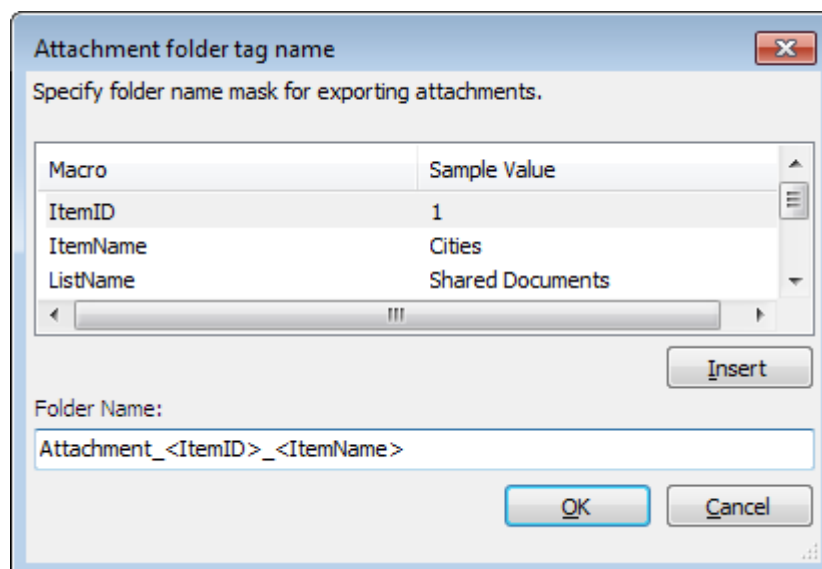 Attachment folder tag name
Specify folder name mask for exporting attachments.
Macro Sample Value
ItemID 1
ItemName Cities
ListName Shared Documents
Insert
Folder Name:
Attachment_<ItemID>_<ItemName>
OK Cancel